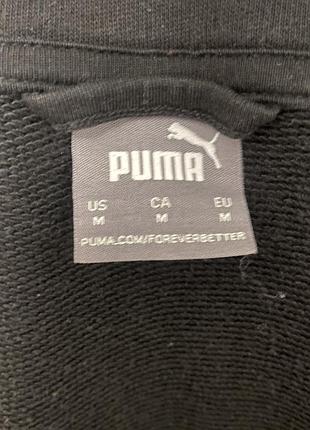 PUMA
US CA EU
M M M
PUMA.COM/FOREVERBETTER